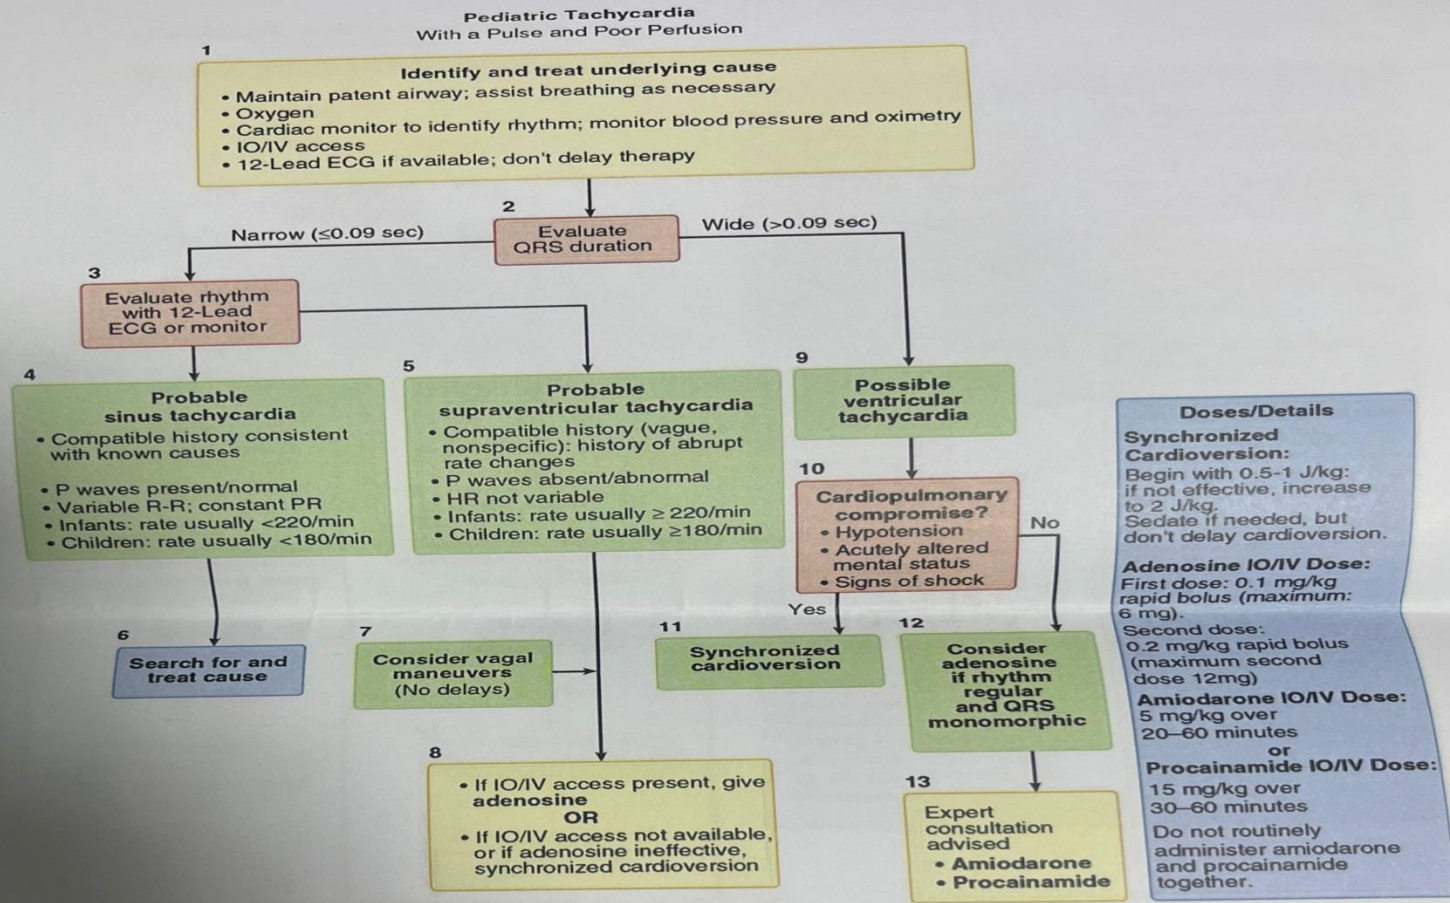 Pediatric Tachycardia
With a Pulse and Poor Perfusion
1
Identify and treat underlying cause
• Maintain patent airway; assist breathing as necessary
• Oxygen
• Cardiac monitor to identify rhythm; monitor blood pressure and oximetry
• IO/IV access
• 12-Lead ECG if available; don't delay therapy
2
Evaluate
QRS duration
Narrow (≤0.09 sec)
Wide (>0.09 sec)
3
Evaluate rhythm
with 12-Lead
ECG or monitor
4
Probable
sinus tachycardia
• Compatible history consistent
with known causes
• P waves present/normal
• Variable R-R; constant PR
• Infants: rate usually <220/min
• Children: rate usually <180/min
5
Probable
supraventricular tachycardia
• Compatible history (vague,
nonspecific): history of abrupt
rate changes
• P waves absent/abnormal
• HR not variable
• Infants: rate usually ≥ 220/min
• Children: rate usually ≥180/min
9
Possible
ventricular
tachycardia
10
Cardiopulmonary
compromise?
• Hypotension
• Acutely altered
mental status
• Signs of shock
No
Yes
6
Search for and
treat cause
7
Consider vagal
maneuvers
(No delays)
11
Synchronized
cardioversion
12
Consider
adenosine
if rhythm
regular
and QRS
monomorphic
8
• If IO/IV access present, give
adenosine
OR
• If IO/IV access not available,
or if adenosine ineffective,
synchronized cardioversion
13
Expert
consultation
advised
• Amiodarone
• Procainamide
Doses/Details
Synchronized
Cardioversion:
Begin with 0.5-1 J/kg:
if not effective, increase
to 2 J/kg.
Sedate if needed, but
don't delay cardioversion.
Adenosine IO/IV Dose:
First dose: 0.1 mg/kg
rapid bolus (maximum:
6 mg).
Second dose:
0.2 mg/kg rapid bolus
(maximum second
dose 12mg)
Amiodarone IO/IV Dose:
5 mg/kg over
20–60 minutes
or
Procainamide IO/IV Dose:
15 mg/kg over
30–60 minutes
Do not routinely
administer amiodarone
and procainamide
together.